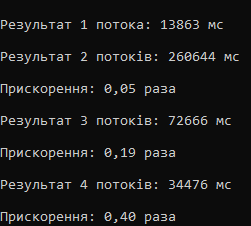 Результат 1 потока: 13863 мс
Результат 2 потоків: 260644 мс
Прискорення: 0,05 раза
Результат 3 потоків: 72666 мс
Прискорення: 0,19 раза
Результат 4 потоків: 34476 мс
Прискорення: 0,40 раза